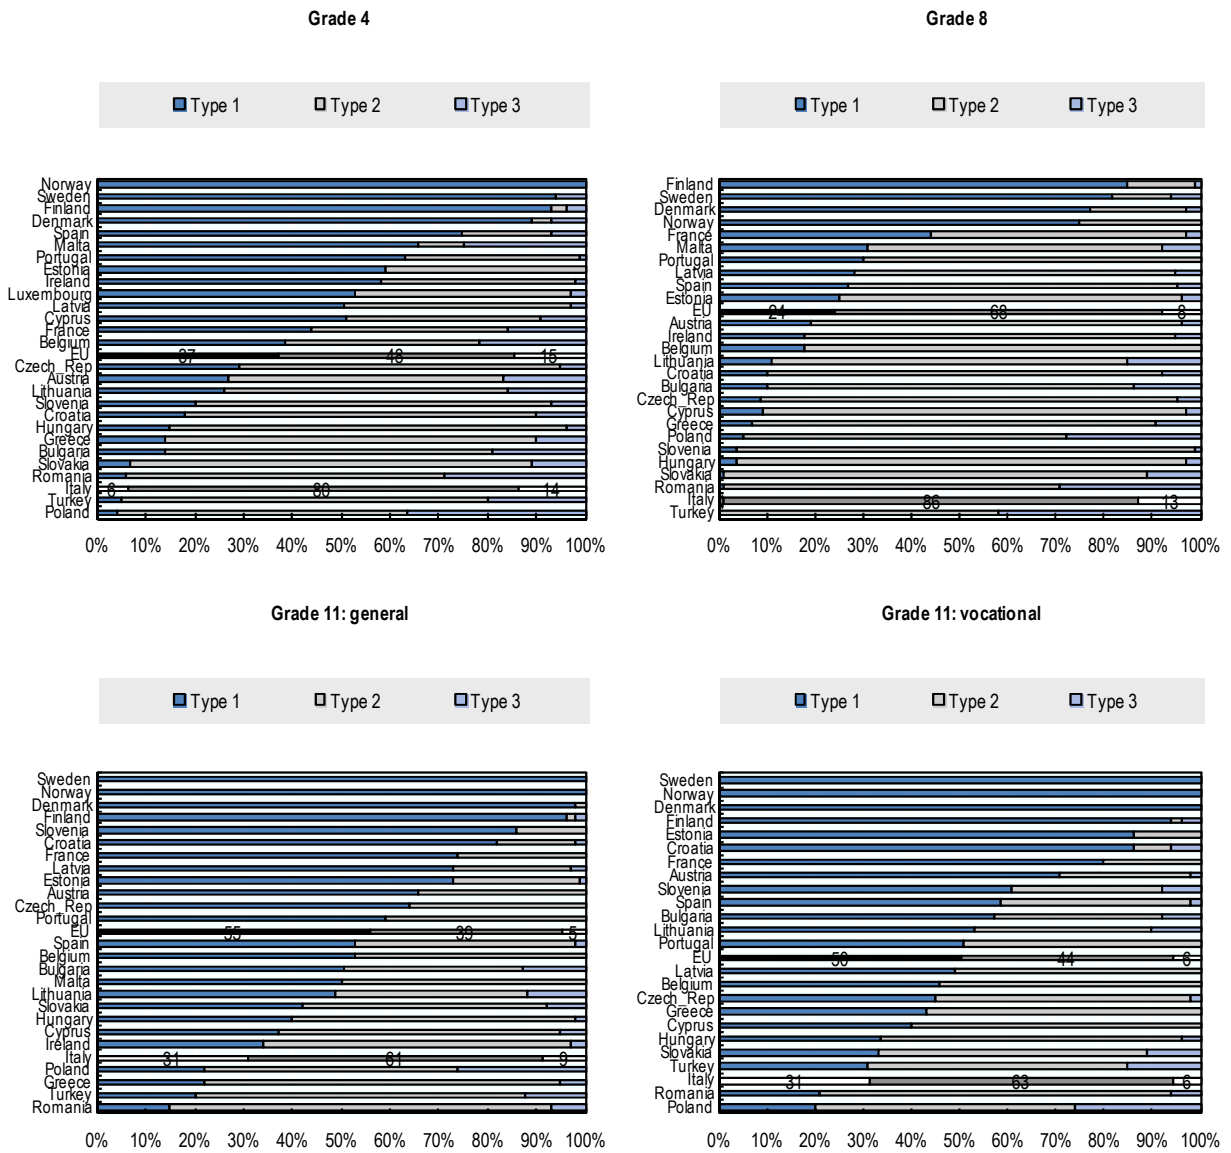 Grade 4
Type 1 Type 2 Type 3
Norway
Sweden
Finland
Denmark
Spain
Malta
Portugal
Estonia
Ireland
Luxembourg
Latvia
Cyprus
France
Belgium
EU 37 48 15
Czech_Rep
Austria
Lithuania
Slovenia
Croatia
Hungary
Greece
Bulgaria
Slovakia
Romania
Italy 6 80 14
Turkey
Poland
0% 10% 20% 30% 40% 50% 60% 70% 80% 90% 100%
Grade 8
Type 1 Type 2 Type 3
Finland
Sweden
Denmark
Norway
France
Malta
Portugal
Latvia
Spain
Estonia
EU 24 68 8
Austria
Ireland
Belgium
Lithuania
Croatia
Bulgaria
Czech_Rep
Cyprus
Greece
Poland
Slovenia
Hungary
Slovakia
Romania
Italy 86 13
Turkey
0% 10% 20% 30% 40% 50% 60% 70% 80% 90% 100%
Grade 11: general
Type 1 Type 2 Type 3
Sweden
Norway
Denmark
Finland
Slovenia
Croatia
France
Latvia
Estonia
Austria
Czech_Rep
Portugal
EU 55 39 5
Spain
Belgium
Bulgaria
Malta
Lithuania
Slovakia
Hungary
Cyprus
Ireland
Italy 31 61 9
Poland
Greece
Turkey
Romania
0% 10% 20% 30% 40% 50% 60% 70% 80% 90% 100%
Grade 11: vocational
Type 1 Type 2 Type 3
Sweden
Norway
Denmark
Finland
Estonia
Croatia
France
Austria
Slovenia
Spain
Bulgaria
Lithuania
Portugal
EU 50 44 6
Latvia
Belgium
Czech_Rep
Greece
Cyprus
Hungary
Slovakia
Turkey
Italy 31 63 6
Romania
Poland
0% 10% 20% 30% 40% 50% 60% 70% 80% 90% 100%